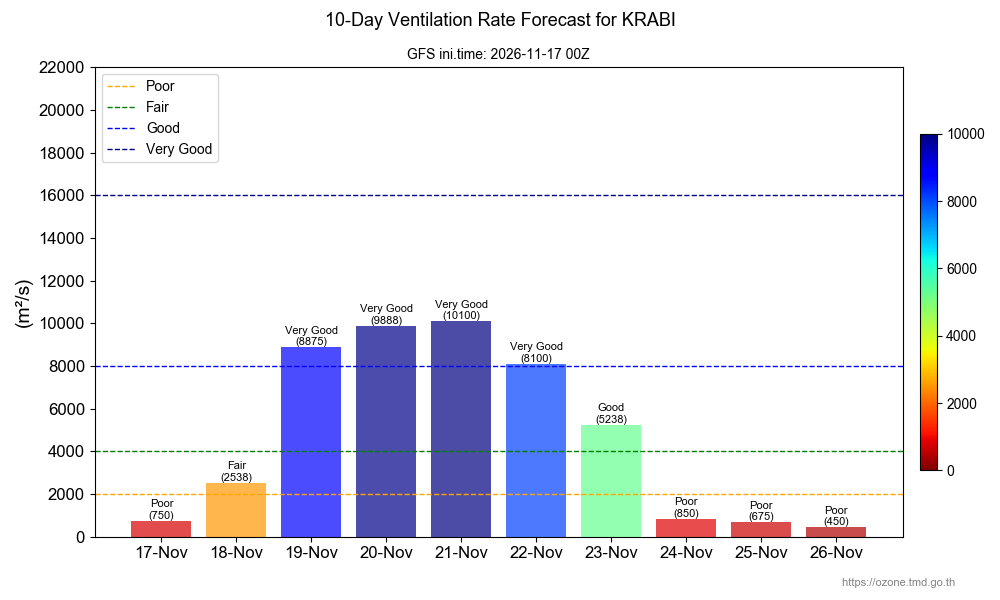 10-Day Ventilation Rate Forecast for KRABI
GFS ini.time: 2026-11-17 00Z
(m²/s)
22000
20000
18000
16000
14000
12000
10000
8000
6000
4000
2000
0
Poor
Fair
Good
Very Good
Poor
(750)
Fair
(2538)
Very Good
(8875)
Very Good
(9888)
Very Good
(10100)
Very Good
(8100)
Good
(5238)
Poor
(850)
Poor
(675)
Poor
(450)
17-Nov
18-Nov
19-Nov
20-Nov
21-Nov
22-Nov
23-Nov
24-Nov
25-Nov
26-Nov
10000
8000
6000
4000
2000
0
https://ozone.tmd.go.th